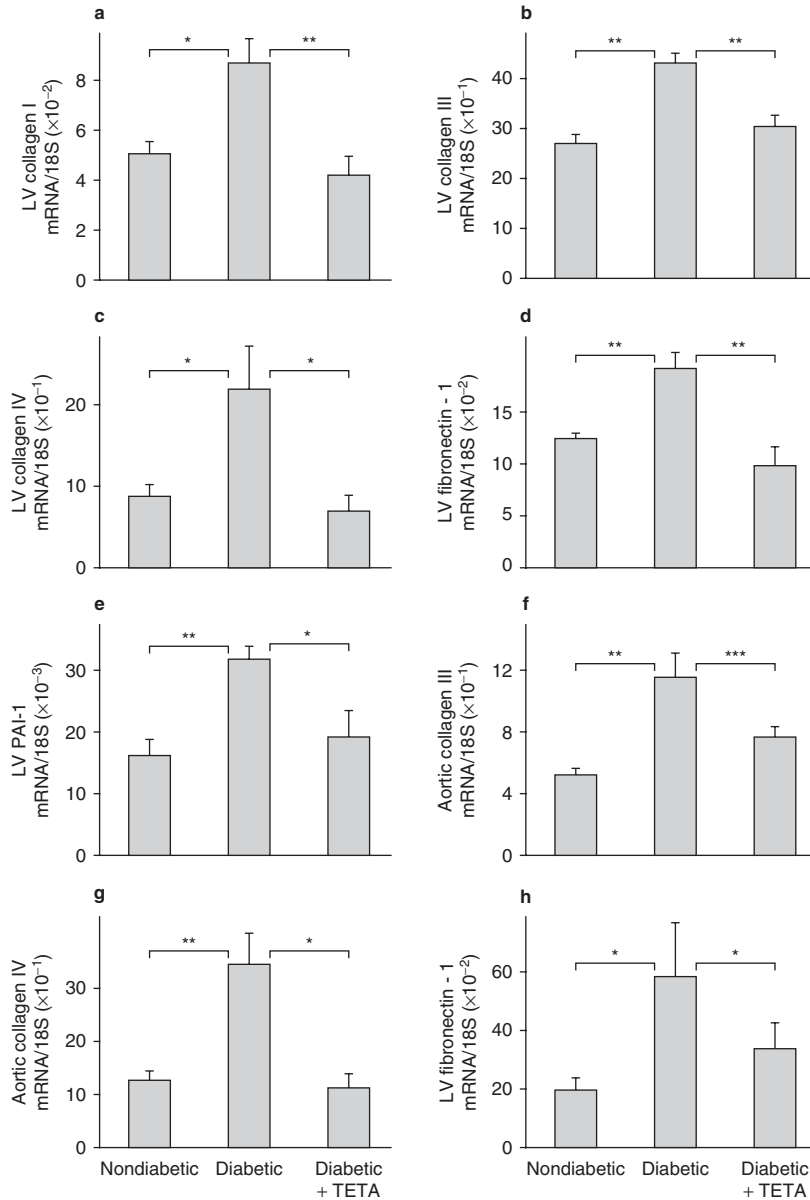 a
LV collagen I
mRNA/18S (×10⁻²)
8
6
4
2
0
*
**
b
LV collagen III
mRNA/18S (×10⁻¹)
40
30
20
10
0
**
**
c
LV collagen IV
mRNA/18S (×10⁻¹)
20
10
0
*
*
d
LV fibronectin - 1
mRNA/18S (×10⁻²)
15
10
5
0
**
**
e
LV PAI-1
mRNA/18S (×10⁻³)
30
20
10
0
**
*
f
Aortic collagen III
mRNA/18S (×10⁻¹)
12
8
4
0
**
***
g
Aortic collagen IV
mRNA/18S (×10⁻¹)
30
20
10
0
**
*
Nondiabetic
Diabetic
Diabetic
+ TETA
h
LV fibronectin - 1
mRNA/18S (×10⁻²)
60
40
20
0
*
*
Nondiabetic
Diabetic
Diabetic
+ TETA